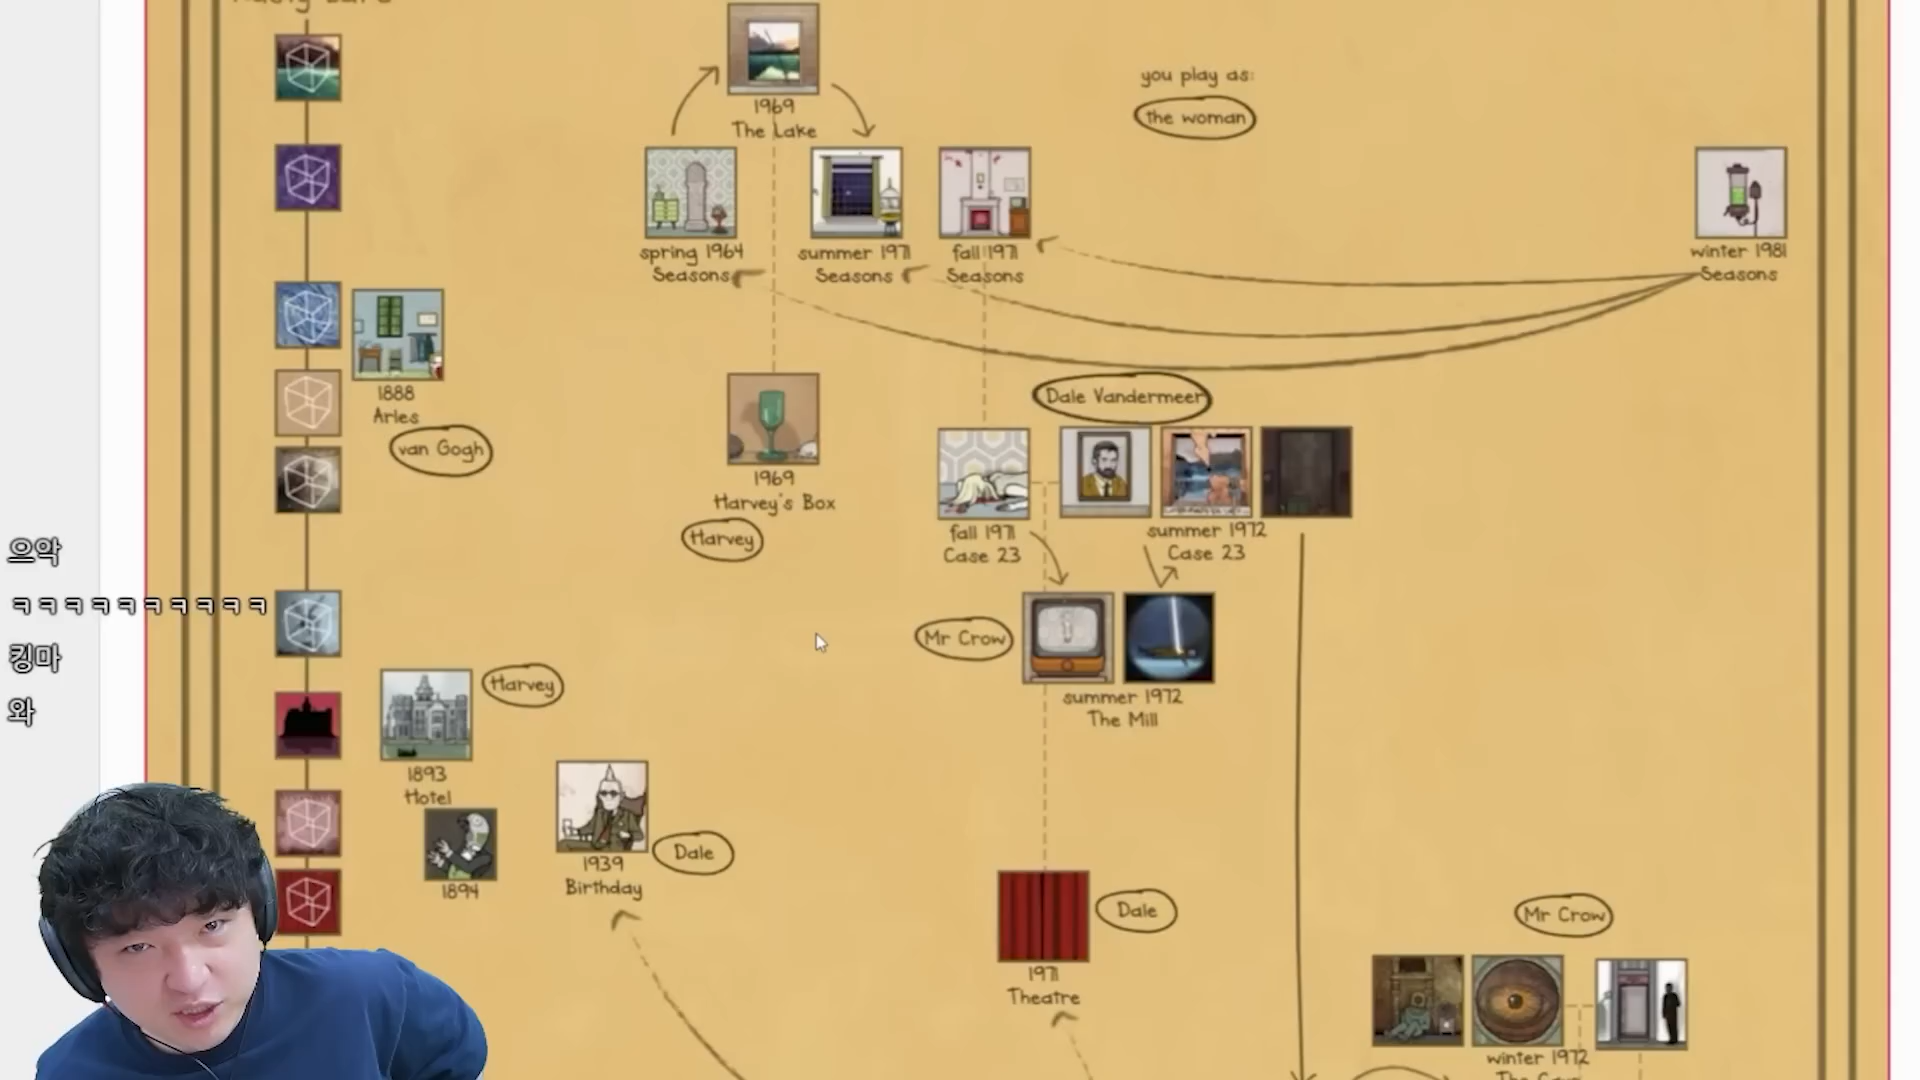 1969
The Lake
you play as:
the woman
spring 1964
Seasons
summer 1971
Seasons
fall 1971
Seasons
winter 1981
Seasons
1888
Arles
van Gogh
1969
Harvey's Box
Harvey
Dale Vandermeer
fall 1971
Case 23
summer 1972
Case 23
Mr Crow
summer 1972
The Mill
으악
ㅋㅋㅋㅋㅋㅋㅋㅋㅋㅋ
킹마
와
Harvey
1893
Hotel
1894
1939
Birthday
Dale
1971
Theatre
Dale
Mr Crow
winter 1972